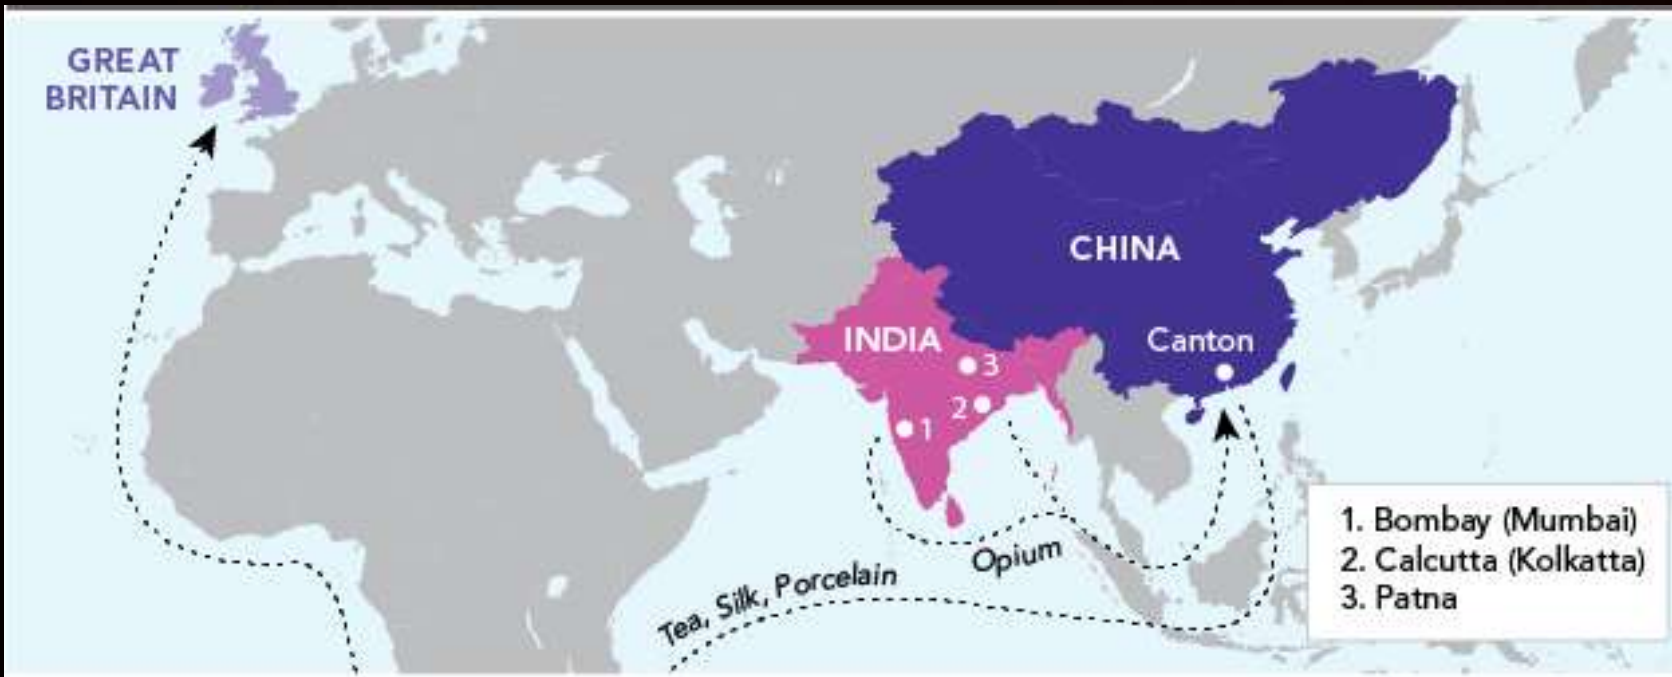 GREAT
BRITAIN
CHINA
INDIA
Canton
3
2
1
Opium
Tea, Silk, Porcelain
1. Bombay (Mumbai)
2. Calcutta (Kolkatta)
3. Patna